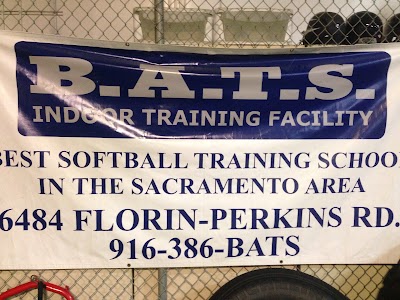 B.A.T.S.
INDOOR TRAINING FACILITY
BEST SOFTBALL TRAINING SCHOOL
IN THE SACRAMENTO AREA
6484 FLORIN-PERKINS RD.
916-386-BATS